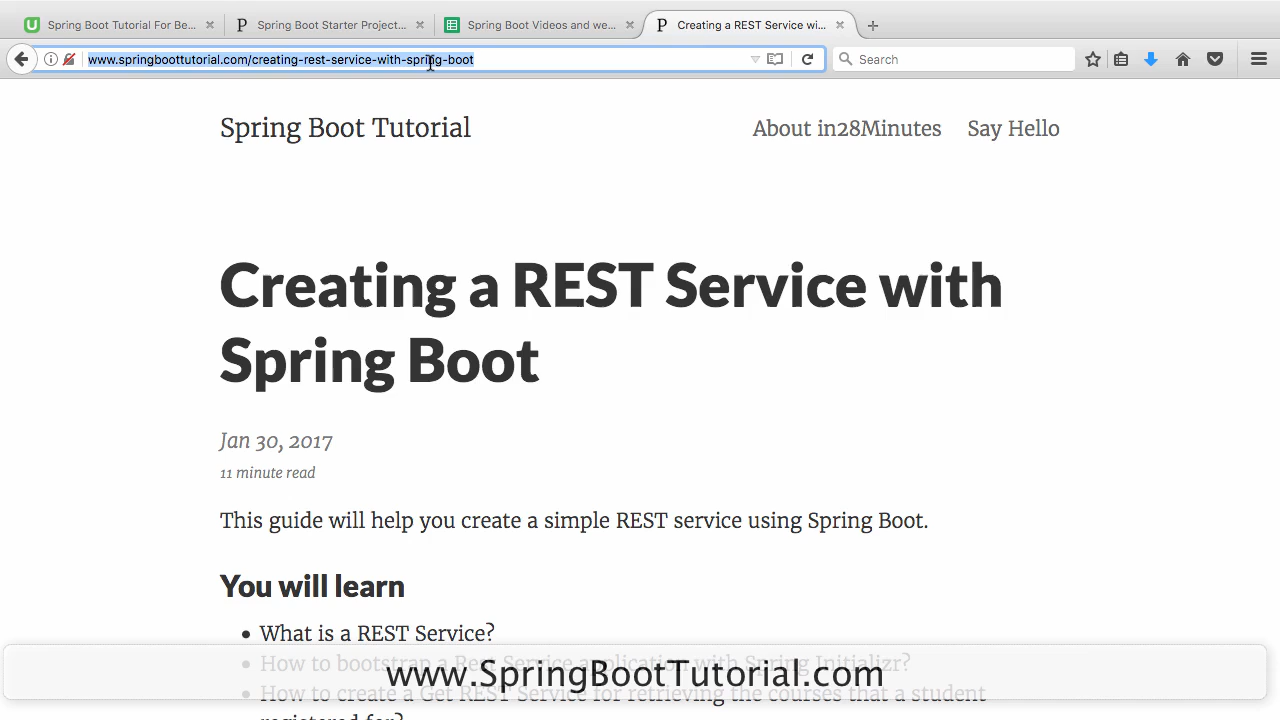 Spring Boot Tutorial For Be...
Spring Boot Starter Project...
Spring Boot Videos and we...
Creating a REST Service wi...
www.springboottutorial.com/creating-rest-service-with-spring-boot
Search
Spring Boot Tutorial
About in28Minutes
Say Hello
Creating a REST Service with
Spring Boot
Jan 30, 2017
11 minute read
This guide will help you create a simple REST service using Spring Boot.
You will learn
What is a REST Service?
How to bootstrap a Rest Service application with Spring Initializr?
www.SpringBootTutorial.com
How to create a Get REST Service for retrieving the courses that a student
registered for?